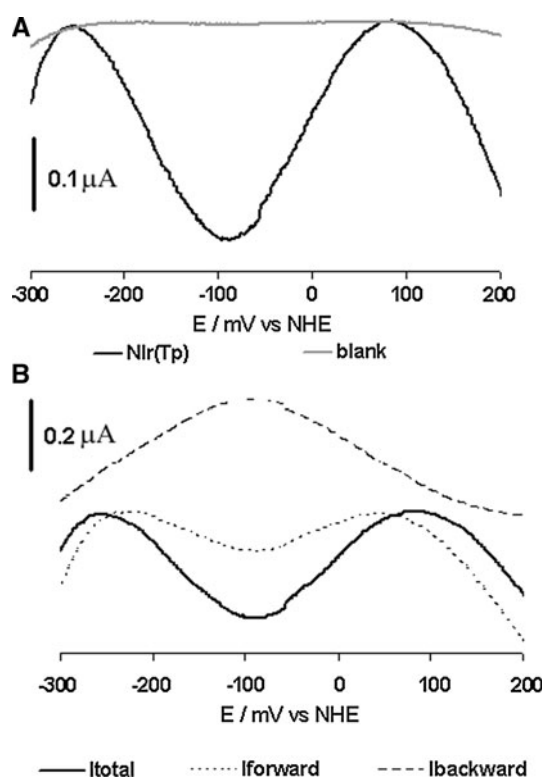 A
0.1 µA
-300 -200 -100 0 100 200
E / mV vs NHE
NIr(Tp) blank
B
0.2 µA
-300 -200 -100 0 100 200
E / mV vs NHE
Itotal Iforward Ibackward